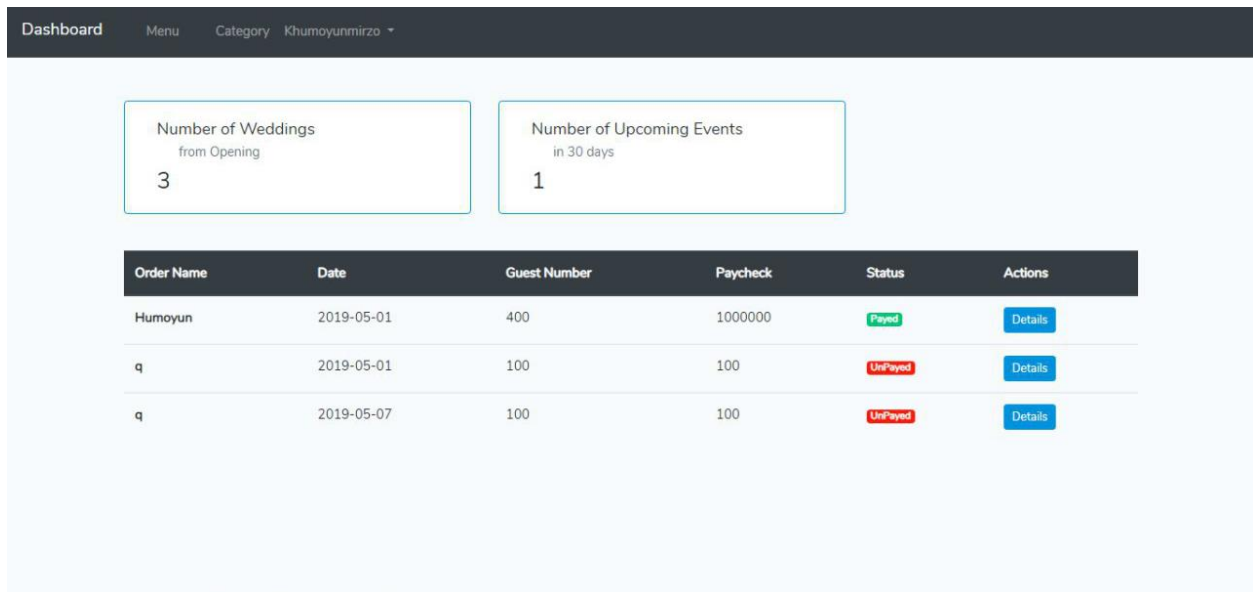 Dashboard Menu Category Khumoyunmirzo
Number of Weddings
from Opening
3
Number of Upcoming Events
in 30 days
1
Order Name Date Guest Number Paycheck Status Actions
Humoyun 2019-05-01 400 1000000 Payed Details
q 2019-05-01 100 100 UnPayed Details
q 2019-05-07 100 100 UnPayed Details